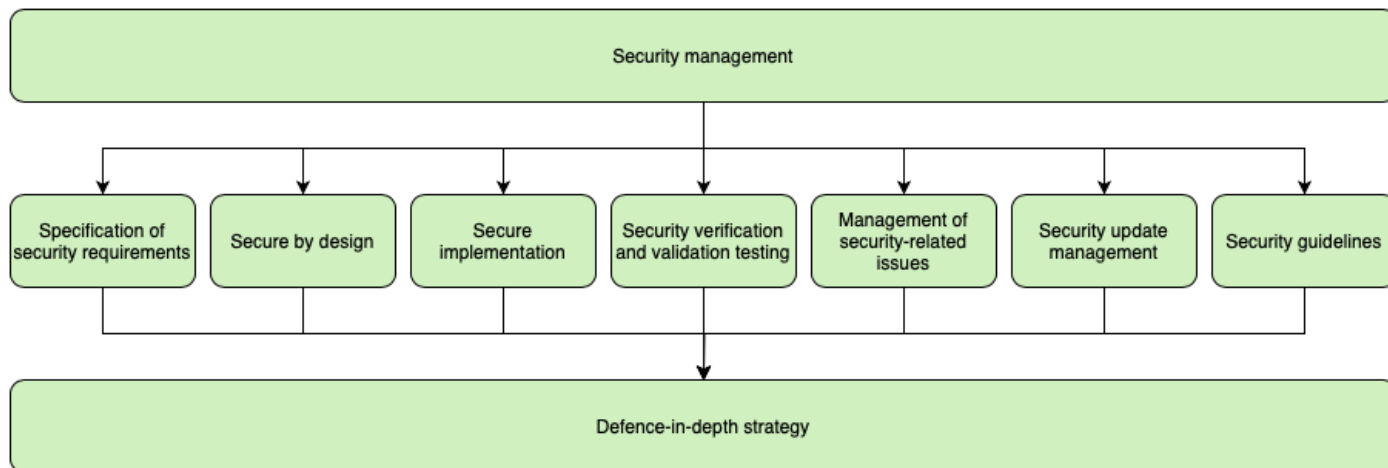 Security management
Specification of
security requirements
Secure by design
Secure
implementation
Security verification
and validation testing
Management of
security-related
issues
Security update
management
Security guidelines
Defence-in-depth strategy